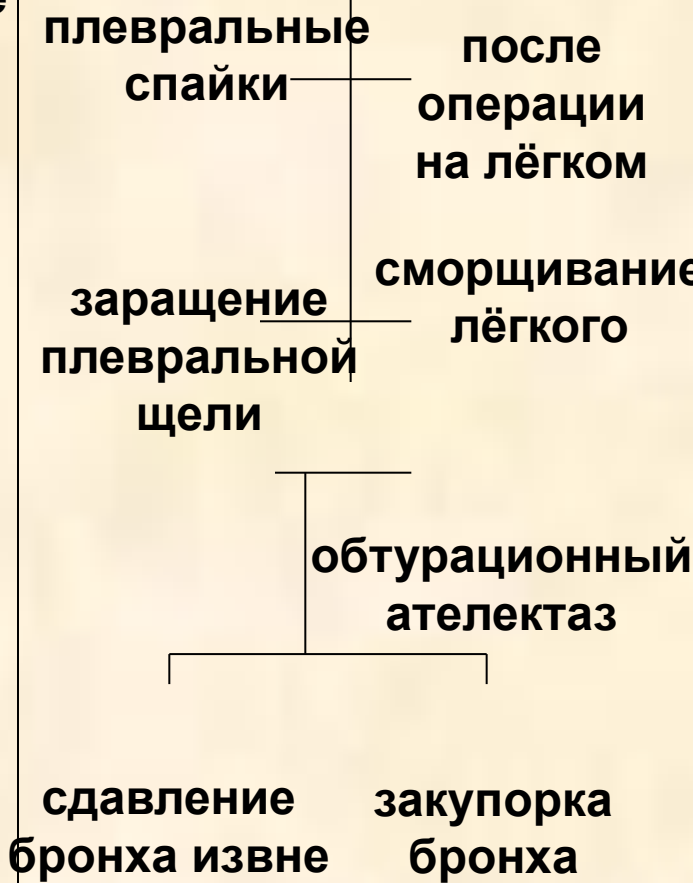 плевральные
спайки
после
операции
на лёгком
сморщивание
лёгкого
заращение
плевральной
щели
обтурационный
ателектаз
сдавление
бронха извне
закупорка
бронха